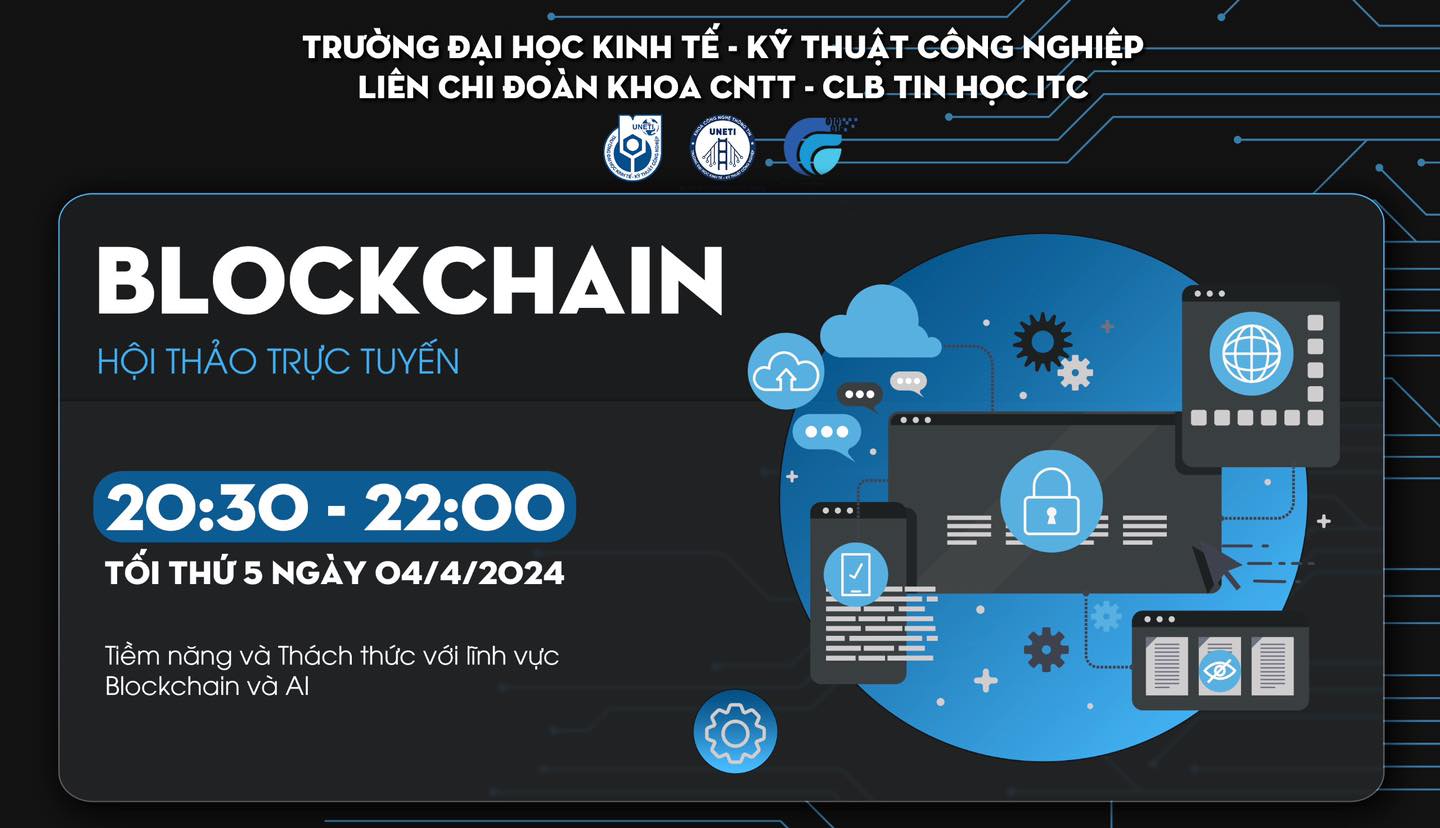 TRƯỜNG ĐẠI HỌC KINH TẾ - KỸ THUẬT CÔNG NGHIỆP
LIÊN CHI ĐOÀN KHOA CNTT - CLB TIN HỌC ITC
UNETI
UNETI
BLOCKCHAIN
HỘI THẢO TRỰC TUYẾN
20:30 - 22:00
TỐI THỨ 5 NGÀY 04/4/2024
Tiềm năng và Thách thức với lĩnh vực
Blockchain và AI